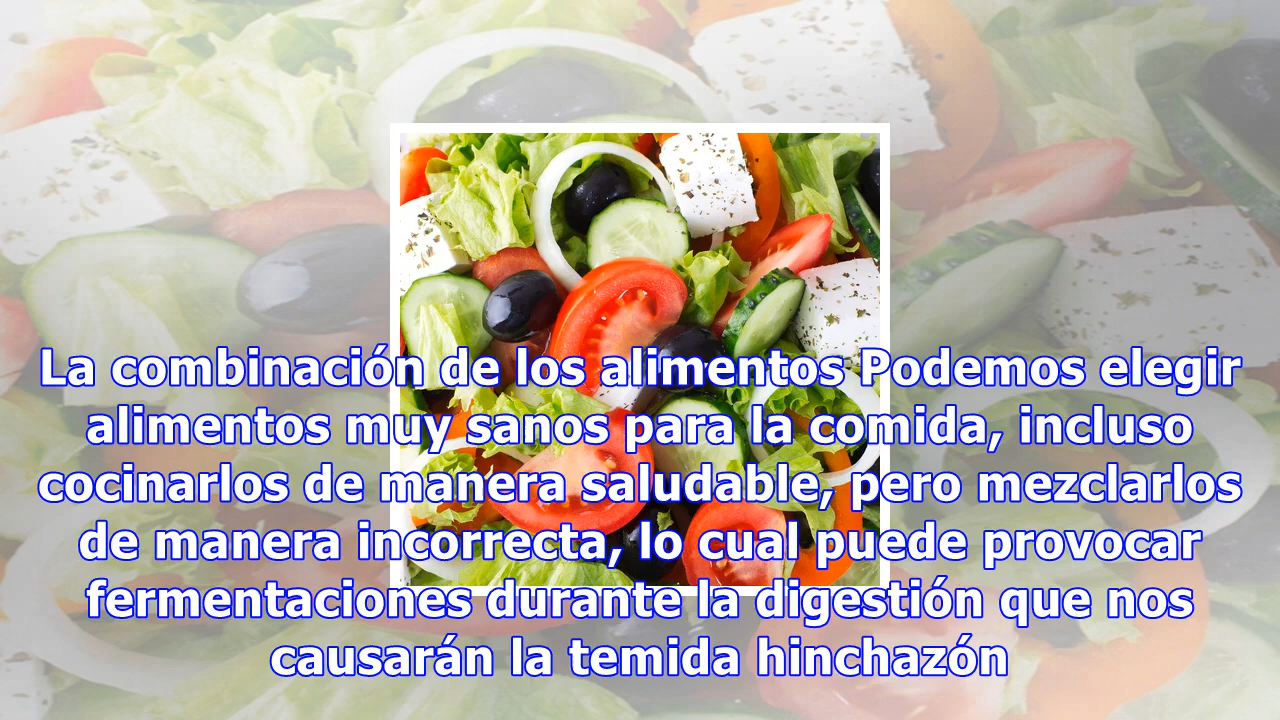 La combinación de los alimentos Podemos elegir
alimentos muy sanos para la comida, incluso
cocinarlos de manera saludable, pero mezclarlos
de manera incorrecta, lo cual puede provocar
fermentaciones durante la digestión que nos
causarán la temida hinchazón